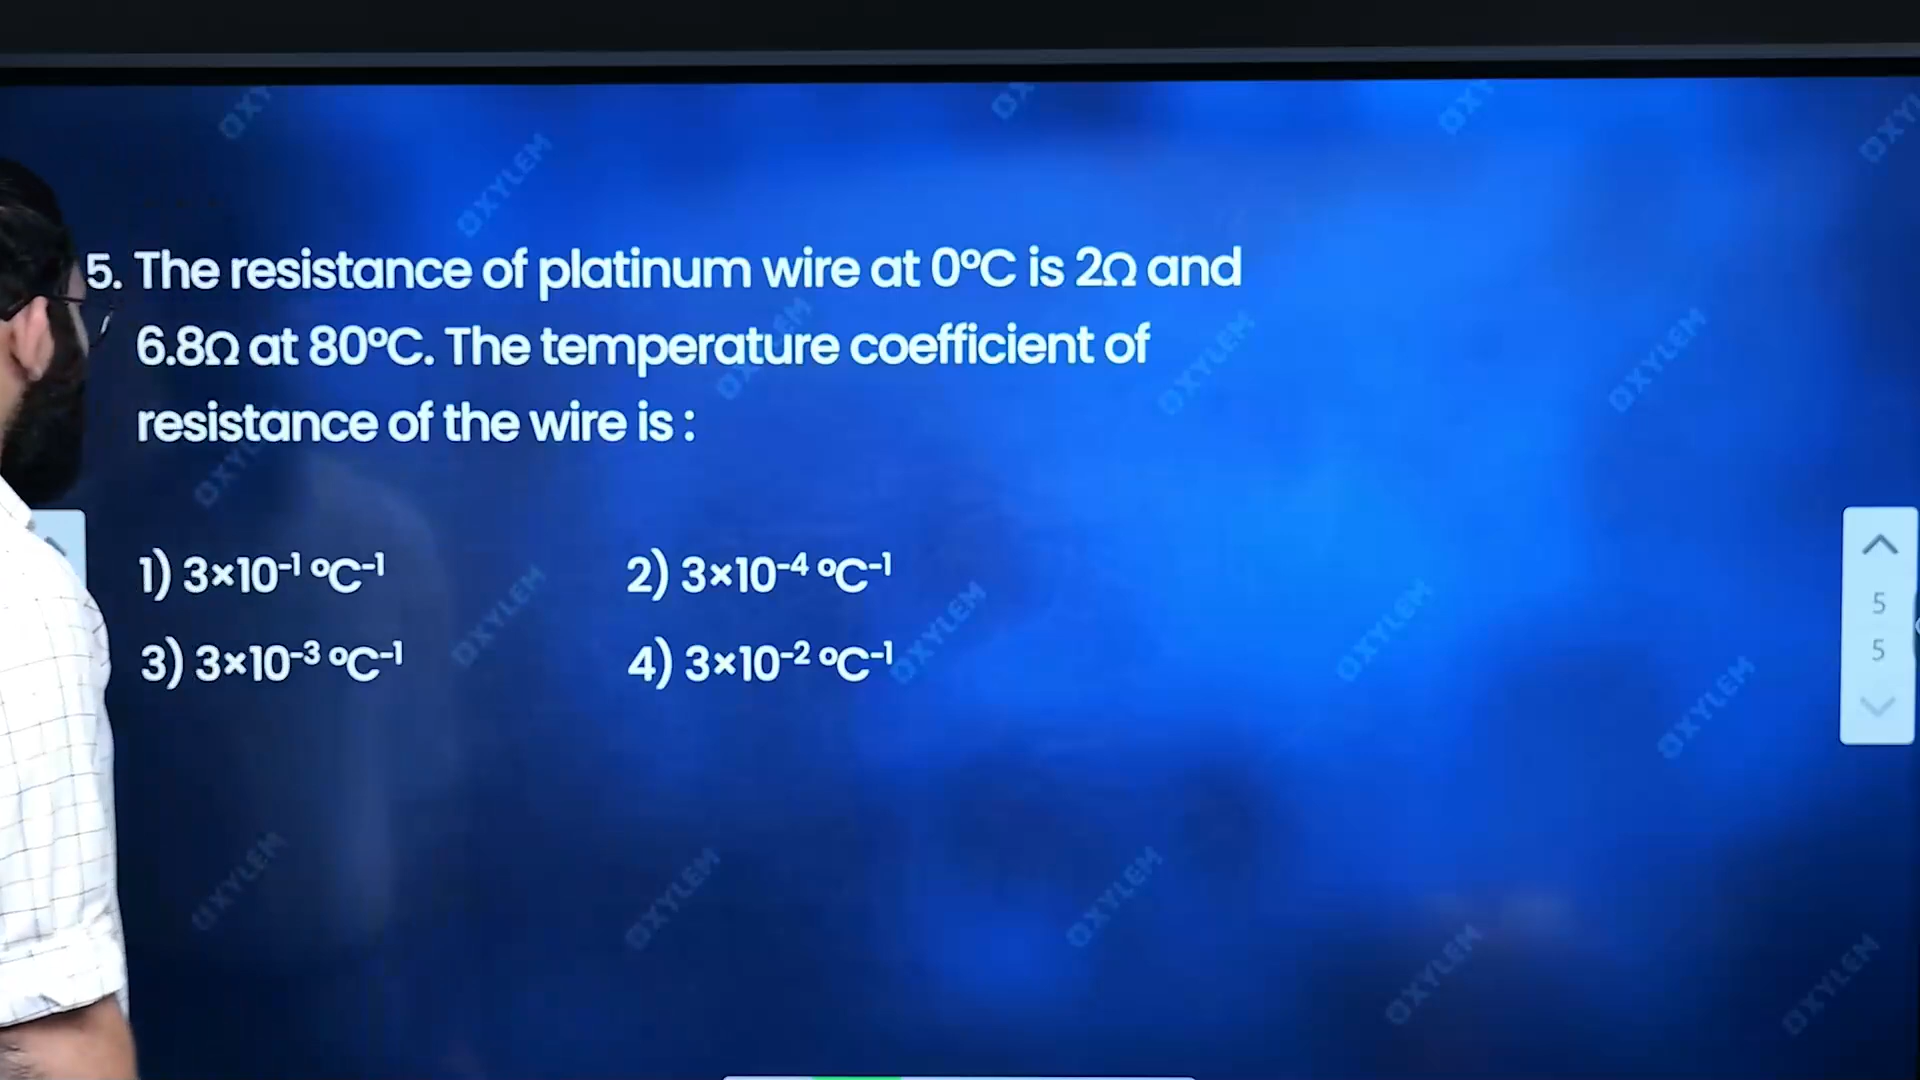 5. The resistance of platinum wire at 0°C is 2Ω and
6.8Ω at 80°C. The temperature coefficient of
resistance of the wire is :
1) 3×10⁻¹ °C⁻¹
2) 3×10⁻⁴ °C⁻¹
3) 3×10⁻³ °C⁻¹
4) 3×10⁻² °C⁻¹
5
5
OXYLEM